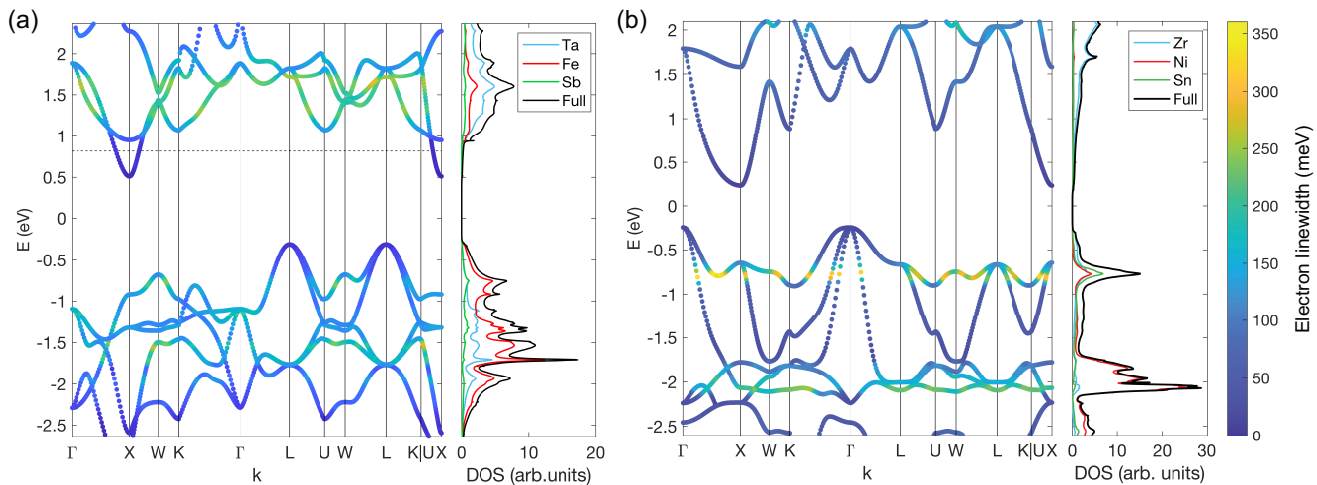 (a)
E (eV)
2
1.5
1
0.5
0
-0.5
-1
-1.5
-2
-2.5
Γ X W K Γ L U W L K|U X
k
Ta
Fe
Sb
Full
0 10 20
DOS (arb.units)
(b)
E (eV)
2
1.5
1
0.5
0
-0.5
-1
-1.5
-2
-2.5
Γ X W K Γ L U W L K|U X
k
Zr
Ni
Sn
Full
0 10 20 30
DOS (arb. units)
350
300
250
200
150
100
50
0
Electron linewidth (meV)